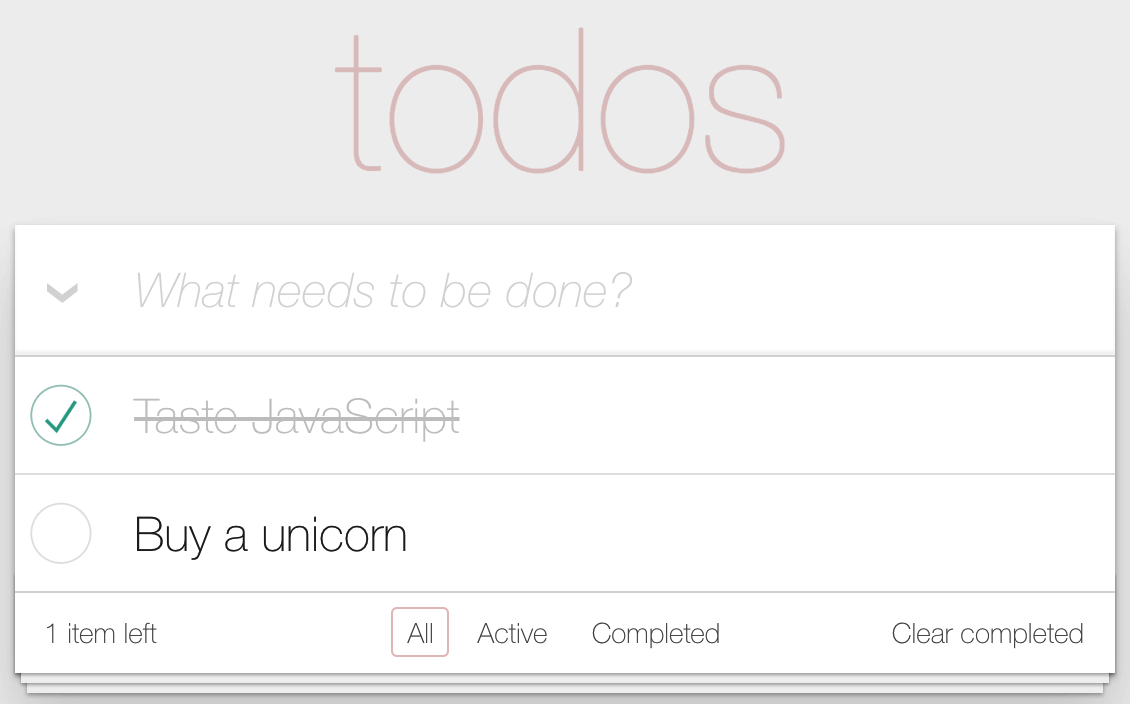 todos
What needs to be done?
Taste JavaScript
Buy a unicorn
1 item left All Active Completed Clear completed